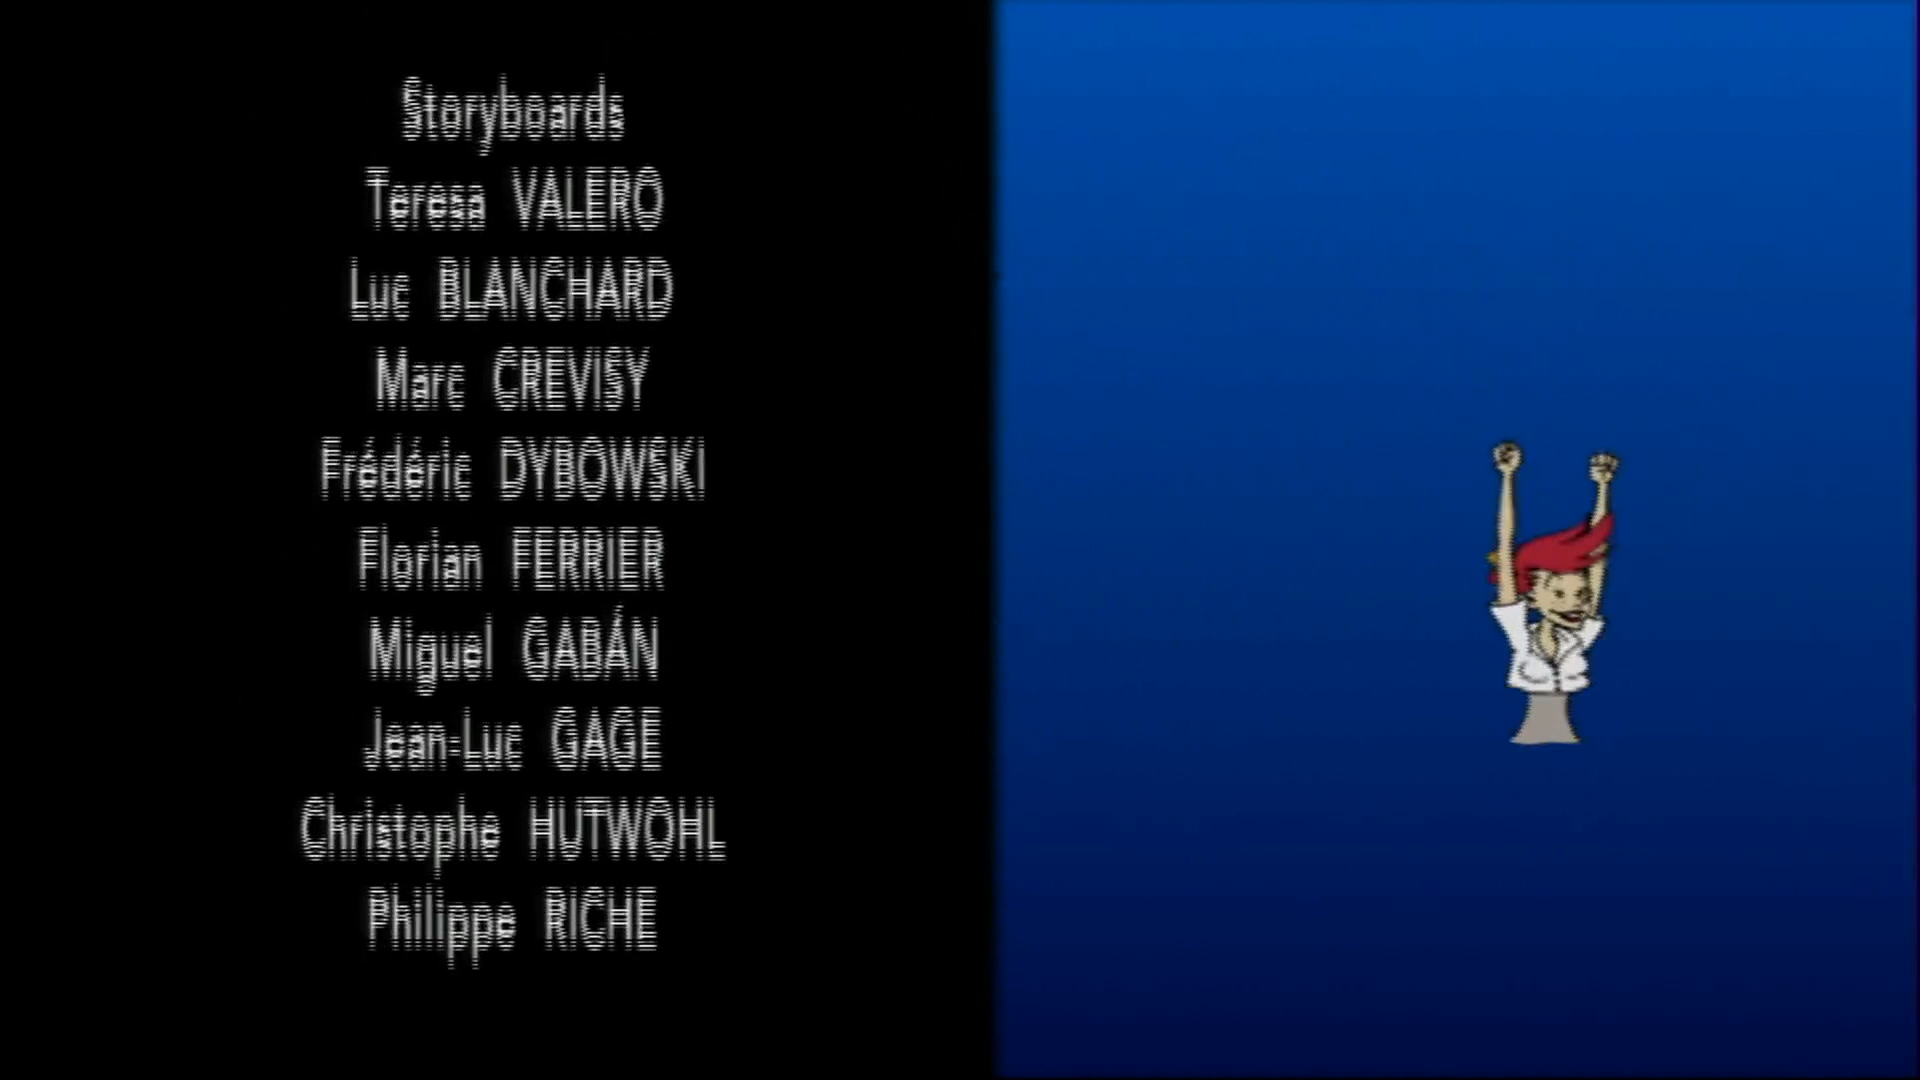 Storyboards
Teresa VALERO
Luc BLANCHARD
Marc CREVISY
Frédéric DYBOWSKI
Florian FERRIER
Miguel GABÁN
Jean-Luc GAGE
Christophe HUTWOHL
Philippe RICHE